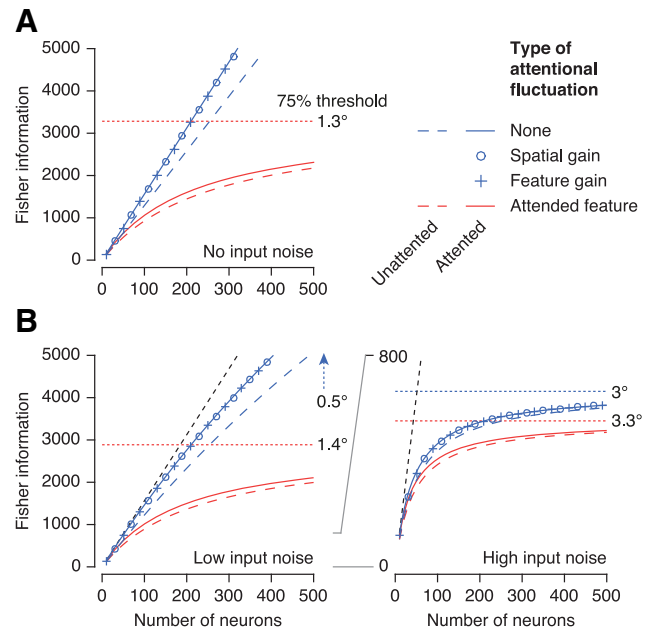 A
Fisher information
5000
4000
3000
2000
1000
0
75% threshold
1.3°
No input noise
0 100 200 300 400 500
Type of
attentional
fluctuation
None
Spatial gain
Feature gain
Attended feature
Unattented
Attented
B
Fisher information
5000
4000
3000
2000
1000
0
0.5°
1.4°
Low input noise
0 100 200 300 400 500
Number of neurons
800
0
3°
3.3°
High input noise
0 100 200 300 400 500
Number of neurons